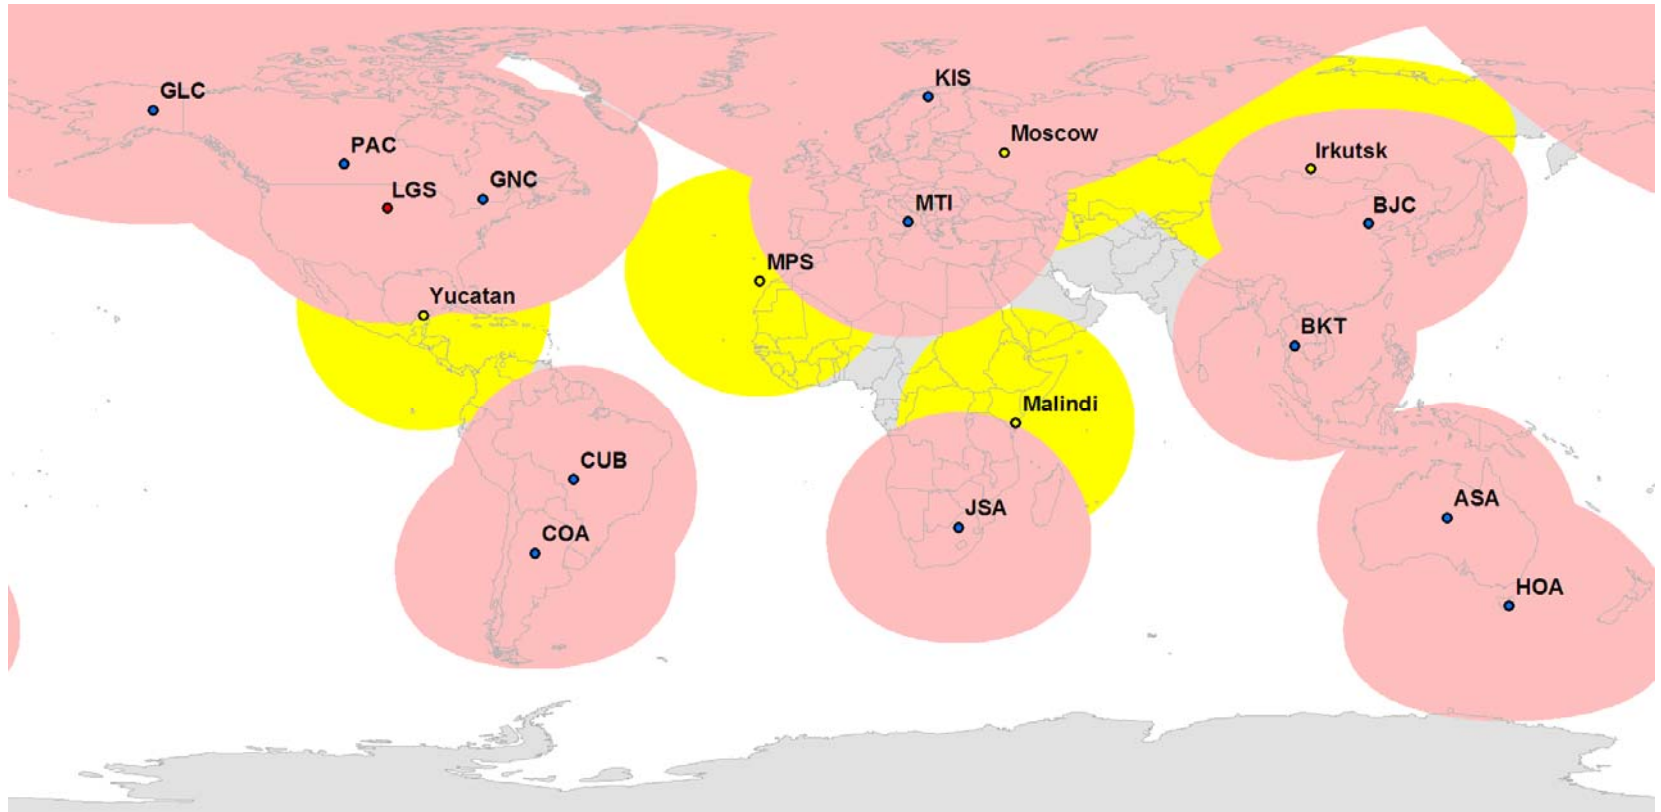 GLC
KIS
Moscow
PAC
Irkutsk
LGS
GNC
MTI
BJC
MPS
Yucatan
BKT
Malindi
CUB
ASA
JSA
COA
HOA